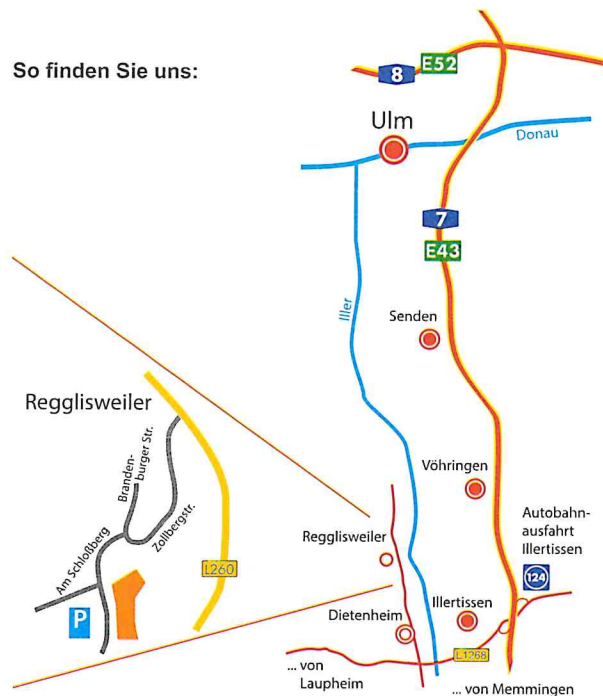 So finden Sie uns:
E52
8
Ulm
Donau
7
E43
Iller
Senden
Regglisweiler
Branden-
burger Str.
Zollbergstr.
Am Schloßberg
L260
P
Vöhringen
Autobahn-
ausfahrt
Illertissen
124
Regglisweiler
Dietenheim
Illertissen
L1268
... von
Laupheim
... von Memmingen